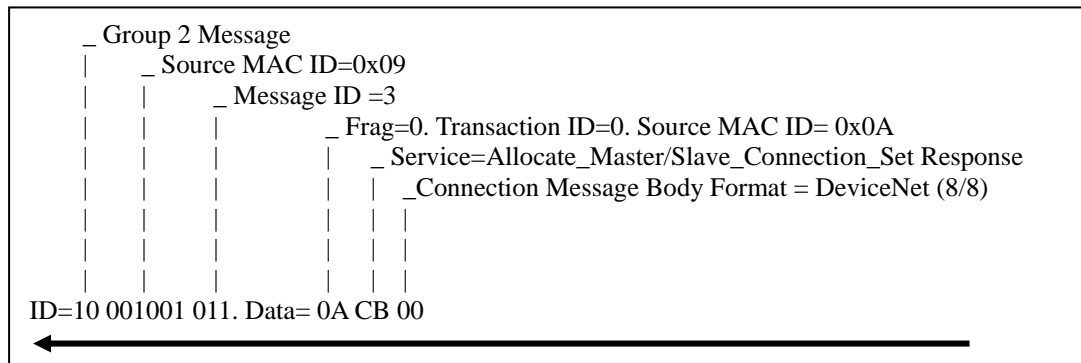 _ Group 2 Message
_ Source MAC ID=0x09
_ Message ID =3
_ Frag=0. Transaction ID=0. Source MAC ID= 0x0A
_ Service=Allocate_Master/Slave_Connection_Set Response
_Connection Message Body Format = DeviceNet (8/8)
ID=10 001001 011. Data= 0A CB 00